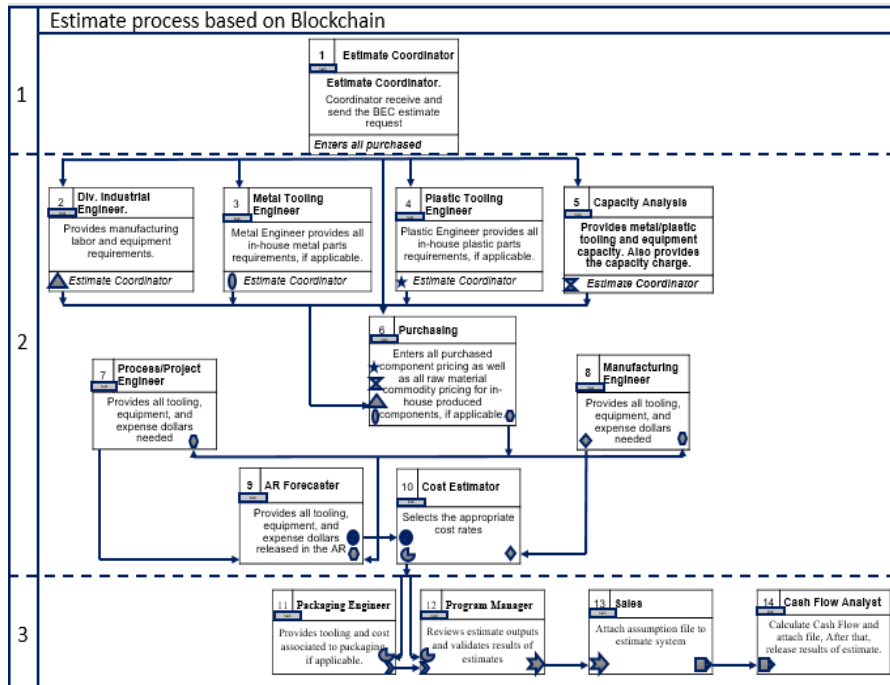 Estimate process based on Blockchain
1
1 Estimate Coordinator
Estimate Coordinator.
Coordinator receive and
send the BEC estimate
request
Enters all purchased
2
2 Div. Industrial
Engineer.
Provides manufacturing
labor and equipment
requirements.
Estimate Coordinator
3 Metal Tooling
Engineer
Metal Engineer provides all
in-house metal parts
requirements, if applicable.
Estimate Coordinator
4 Plastic Tooling
Engineer
Plastic Engineer provides all
in-house plastic parts
requirements, if applicable.
Estimate Coordinator
5 Capacity Analysis
Provides metal/plastic
tooling and equipment
capacity. Also provides
the capacity charge.
Estimate Coordinator
6 Purchasing
Enters all purchased
component pricing as well
as all raw material
commodity pricing for in-
house produced
components, if applicable.
7 Process/Project
Engineer
Provides all tooling,
equipment, and
expense dollars
needed
8 Manufacturing
Engineer
Provides all tooling,
equipment, and
expense dollars
needed
9 AR Forecaster
Provides all tooling,
equipment, and
expense dollars
released in the AR
10 Cost Estimator
Selects the appropriate
cost rates
3
11 Packaging Engineer
Provides tooling and cost
associated to packaging
if applicable.
12 Program Manager
Reviews estimate outputs
and validates results of
estimates
13 Sales
Attach assumption file to
estimate system
14 Cash Flow Analyst
Calculate Cash Flow and
attach file, After that,
release results of estimate.